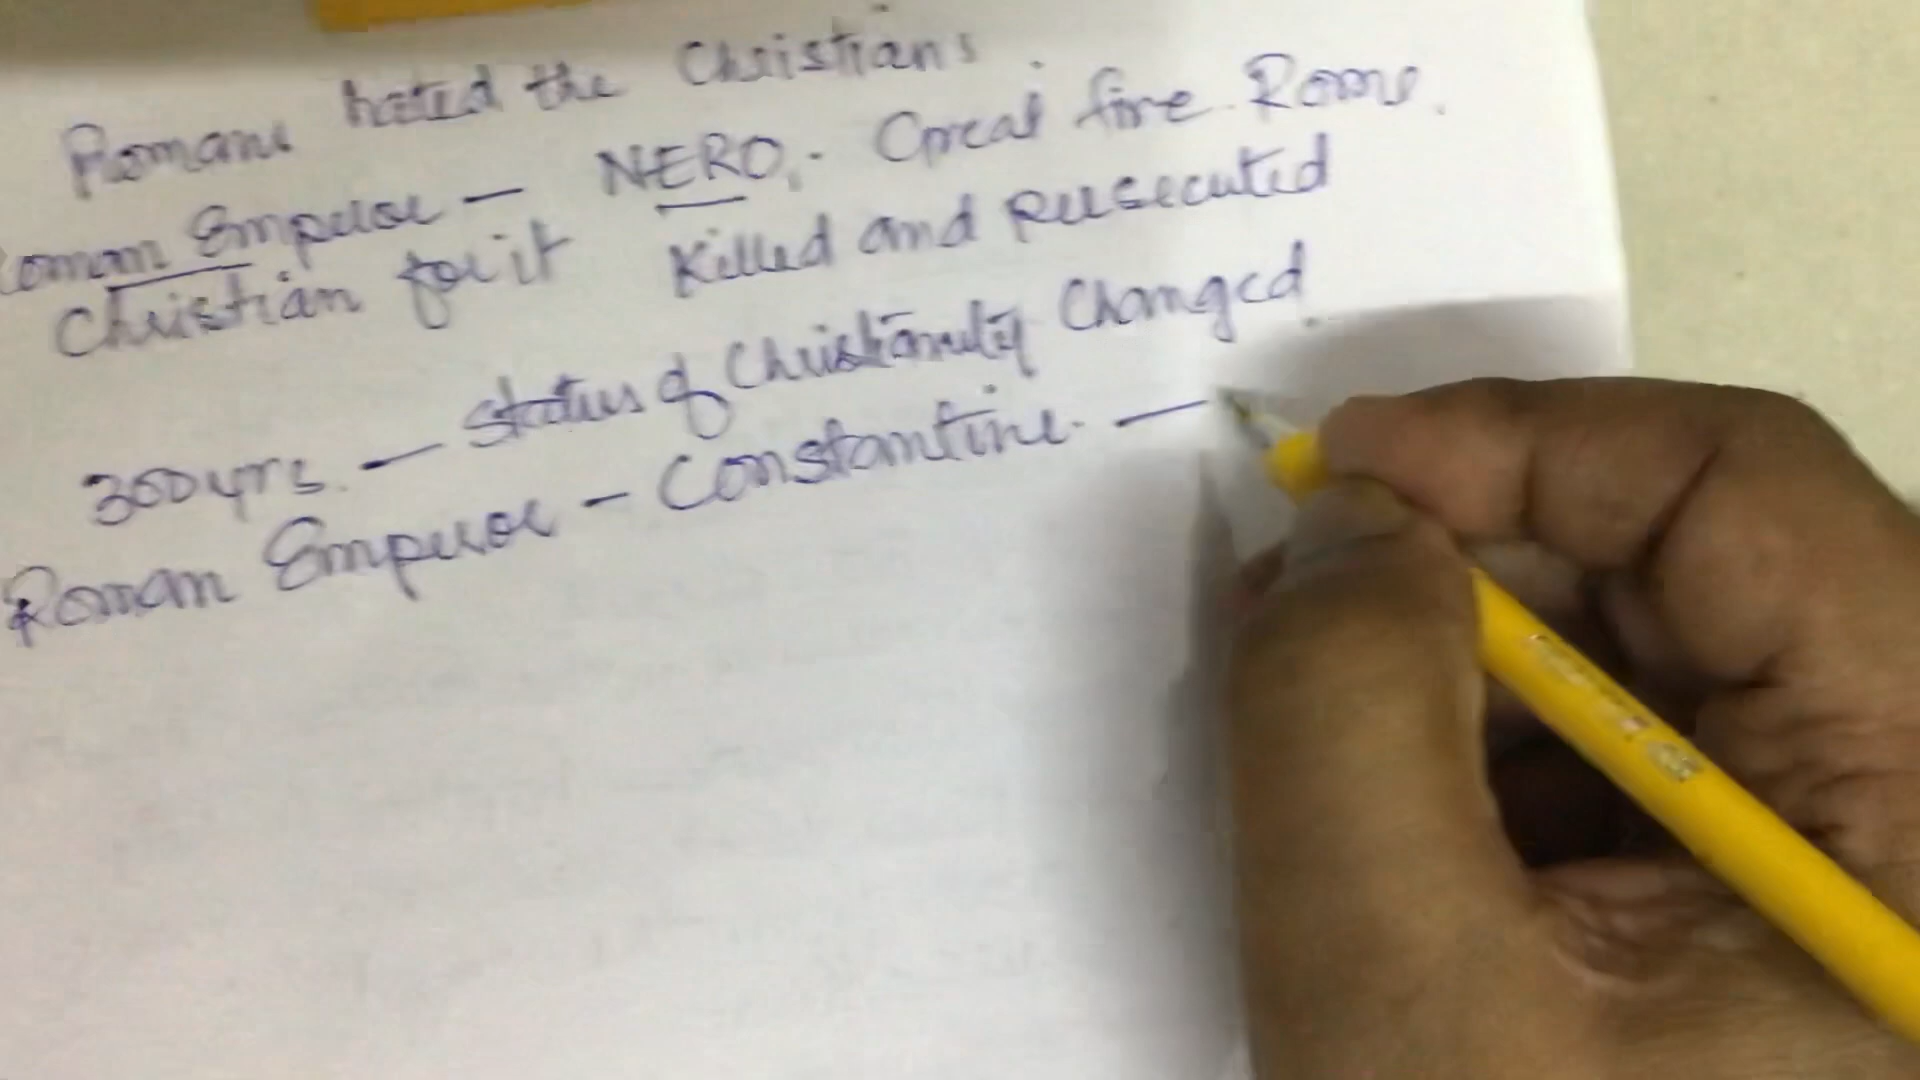 Romans hated the Christians
Roman Emperor - NERO. Great fire Rome.
Christian for it Killed and persecuted
300 yrs. - Status of Christianity Changed.
Roman Emperor - Constantine. -